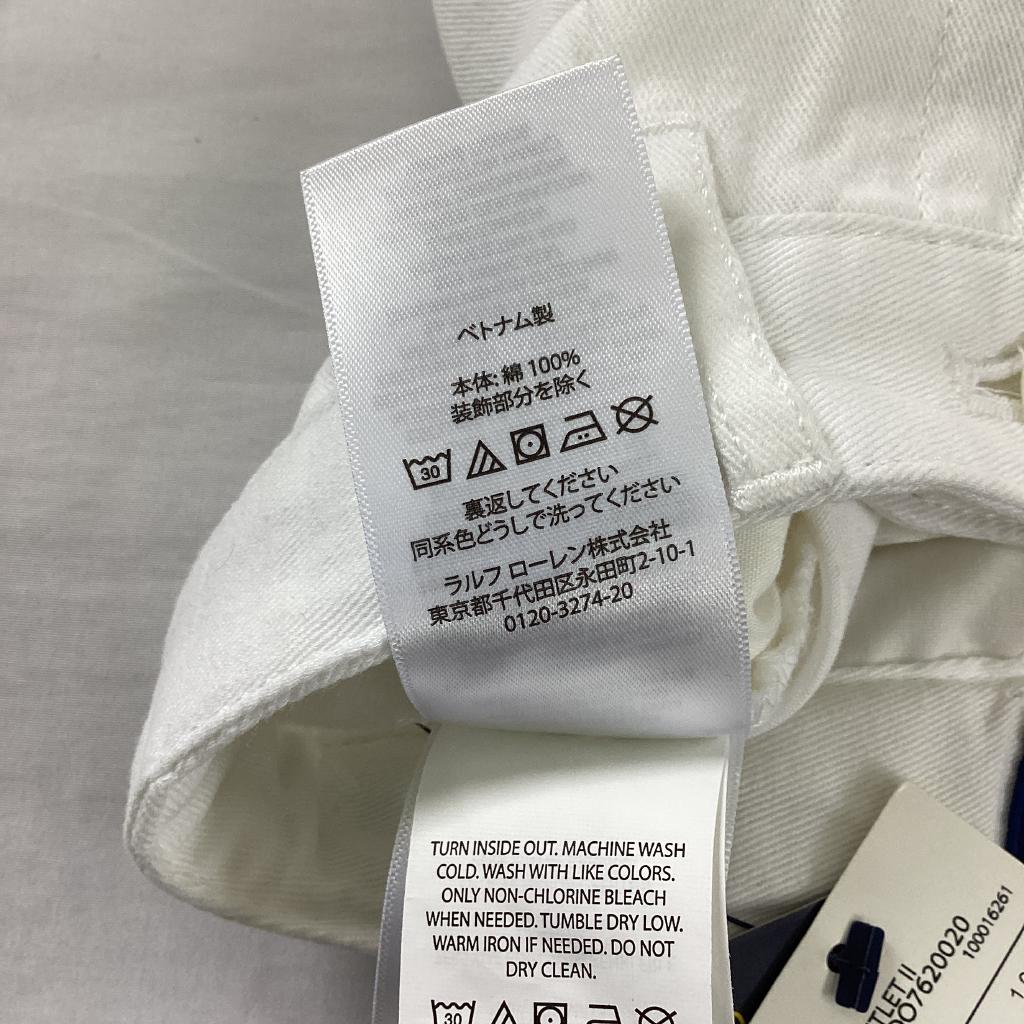 ベトナム製
本体: 綿 100%
装飾部分を除く
30
裏返してください
同系色どうしで洗ってください
ラルフ ローレン株式会社
東京都千代田区永田町2-10-1
0120-3274-20
TURN INSIDE OUT. MACHINE WASH
COLD. WASH WITH LIKE COLORS.
ONLY NON-CHLORINE BLEACH
WHEN NEEDED. TUMBLE DRY LOW.
WARM IRON IF NEEDED. DO NOT
DRY CLEAN.
30
TLET II
O7620020
100016261